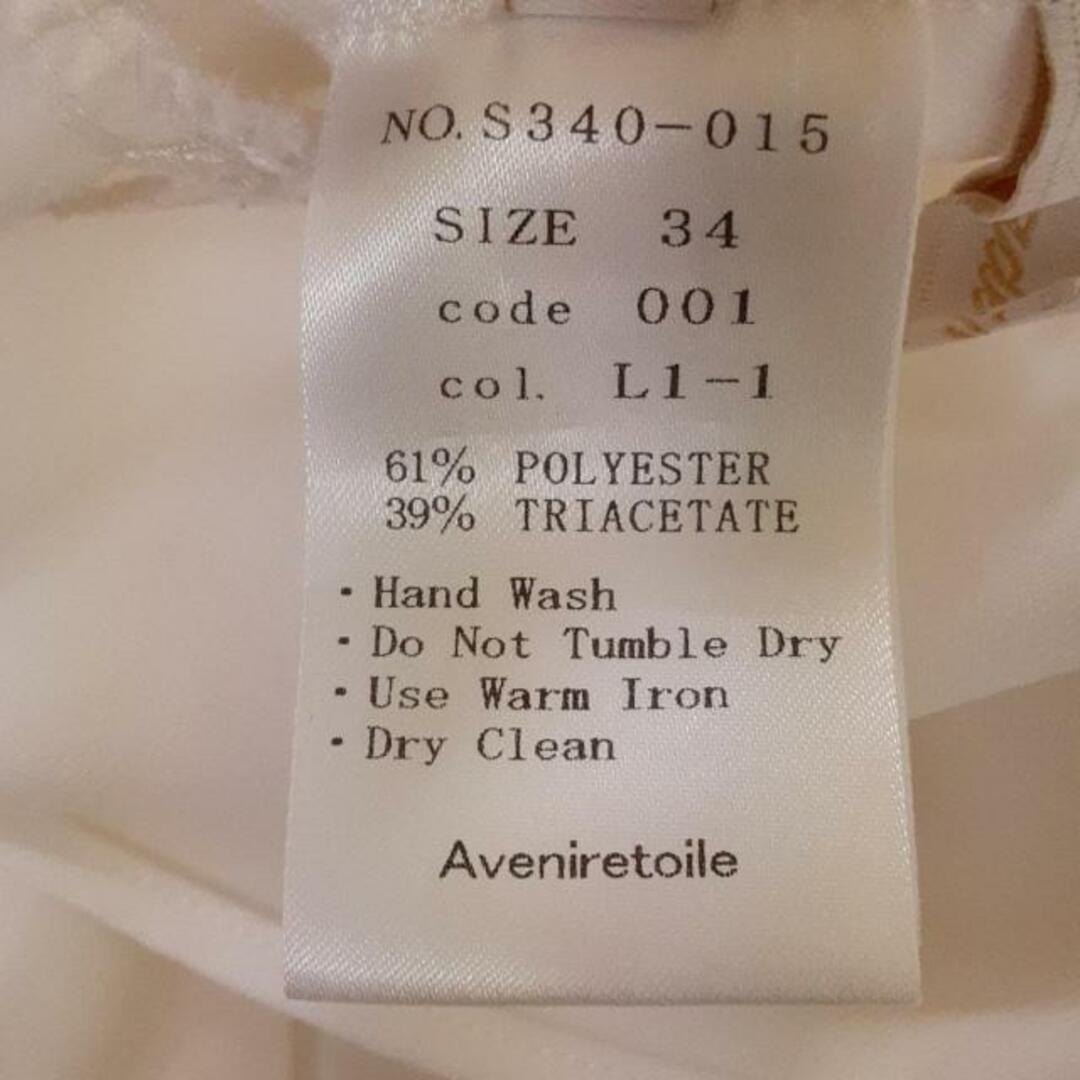 NO. S340-015
SIZE 34
code 001
col. L1-1
61% POLYESTER
39% TRIACETATE
・Hand Wash
・Do Not Tumble Dry
・Use Warm Iron
・Dry Clean
Aveniretoile